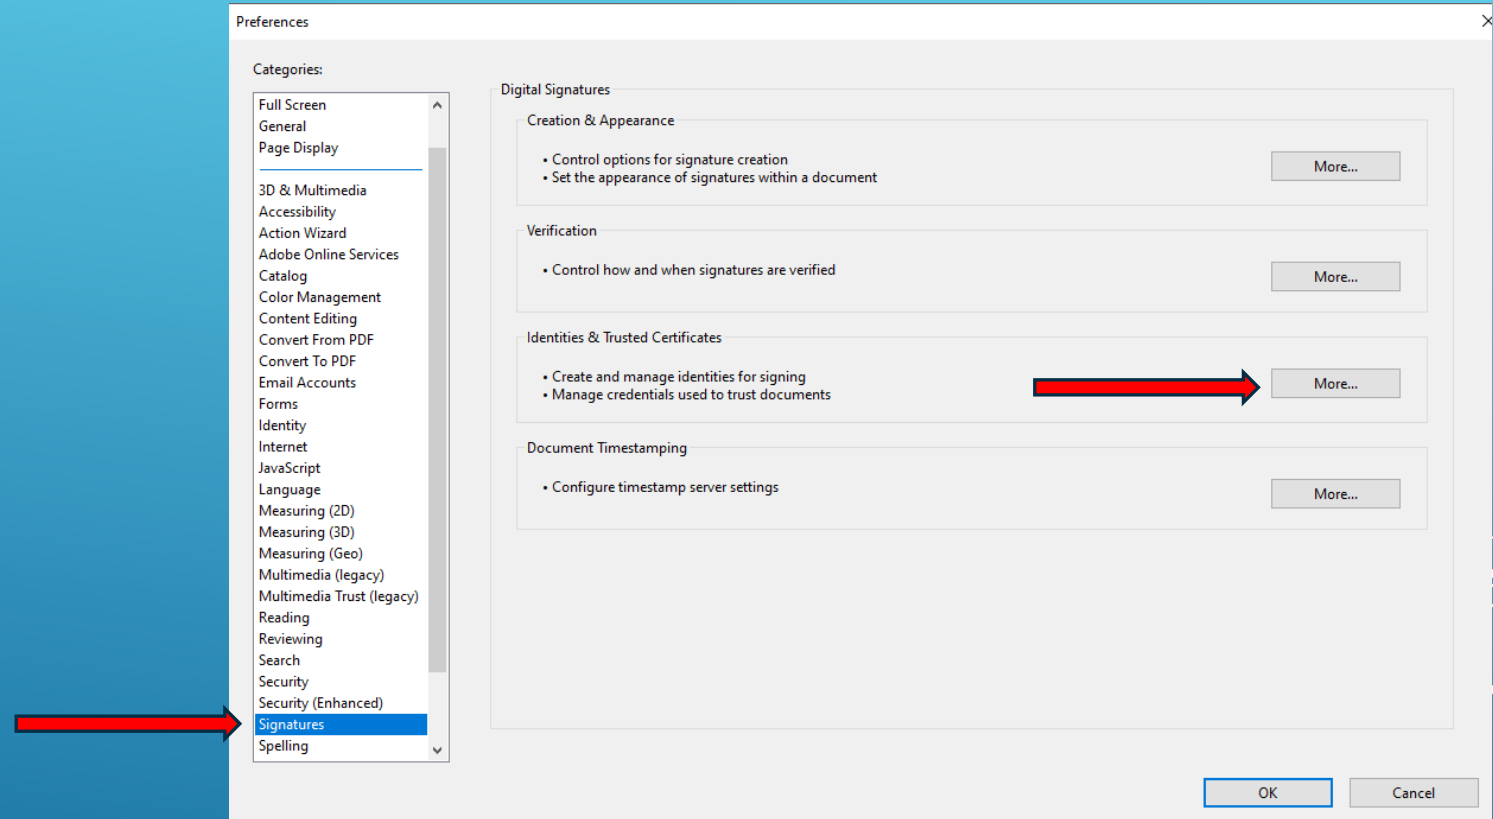 Preferences
Categories:
Full Screen
General
Page Display
3D & Multimedia
Accessibility
Action Wizard
Adobe Online Services
Catalog
Color Management
Content Editing
Convert From PDF
Convert To PDF
Email Accounts
Forms
Identity
Internet
JavaScript
Language
Measuring (2D)
Measuring (3D)
Measuring (Geo)
Multimedia (legacy)
Multimedia Trust (legacy)
Reading
Reviewing
Search
Security
Security (Enhanced)
Signatures
Spelling
Digital Signatures
Creation & Appearance
• Control options for signature creation
• Set the appearance of signatures within a document
More...
Verification
• Control how and when signatures are verified
More...
Identities & Trusted Certificates
• Create and manage identities for signing
• Manage credentials used to trust documents
More...
Document Timestamping
• Configure timestamp server settings
More...
OK
Cancel